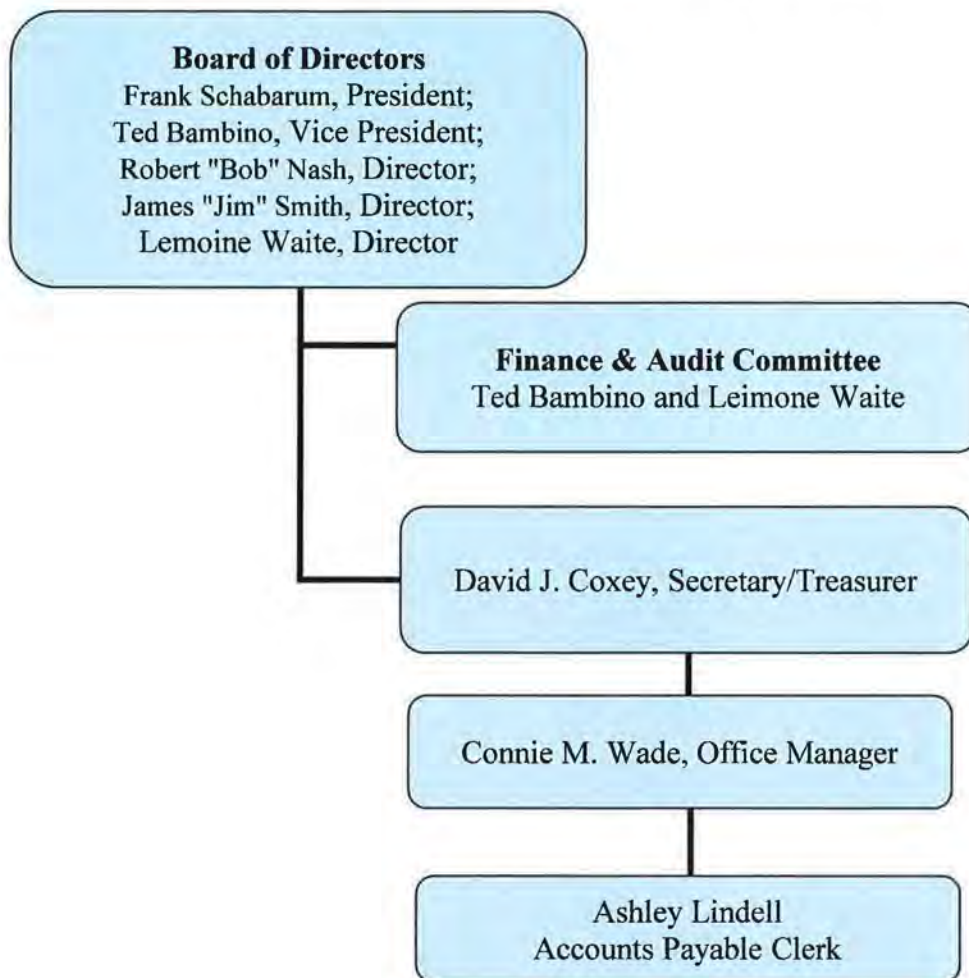 Board of Directors
Frank Schabarum, President;
Ted Bambino, Vice President;
Robert "Bob" Nash, Director;
James "Jim" Smith, Director;
Lemoine Waite, Director
Finance & Audit Committee
Ted Bambino and Leimone Waite
David J. Coxey, Secretary/Treasurer
Connie M. Wade, Office Manager
Ashley Lindell
Accounts Payable Clerk